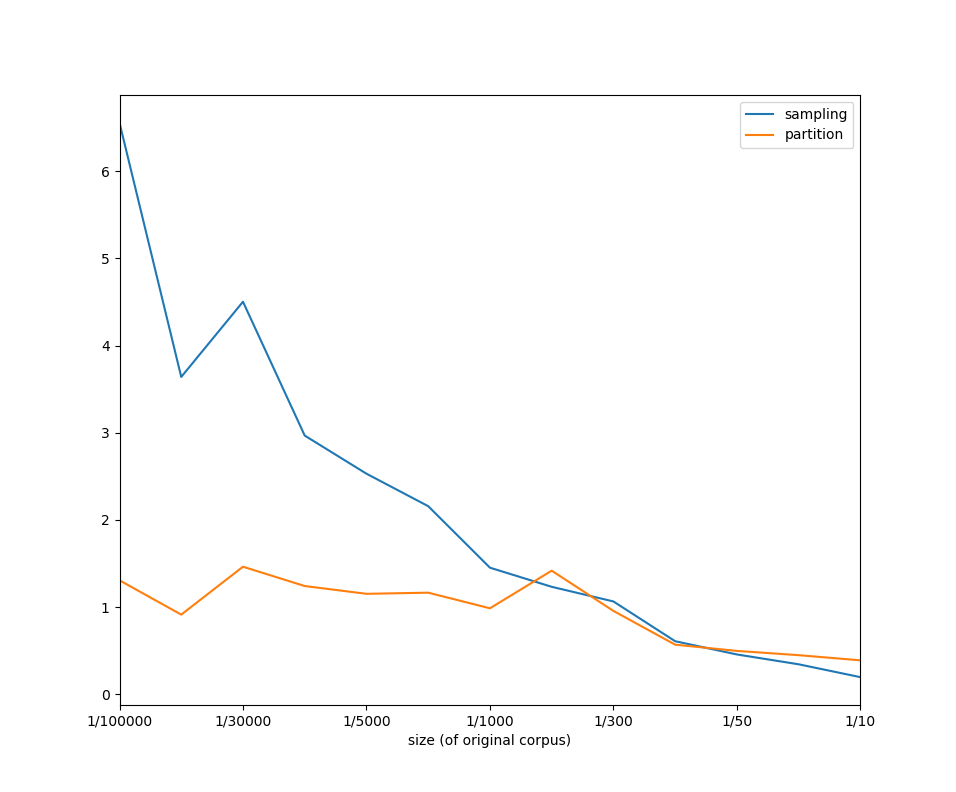 sampling
partition
6
5
4
3
2
1
0
1/100000 1/30000 1/5000 1/1000 1/300 1/50 1/10
size (of original corpus)